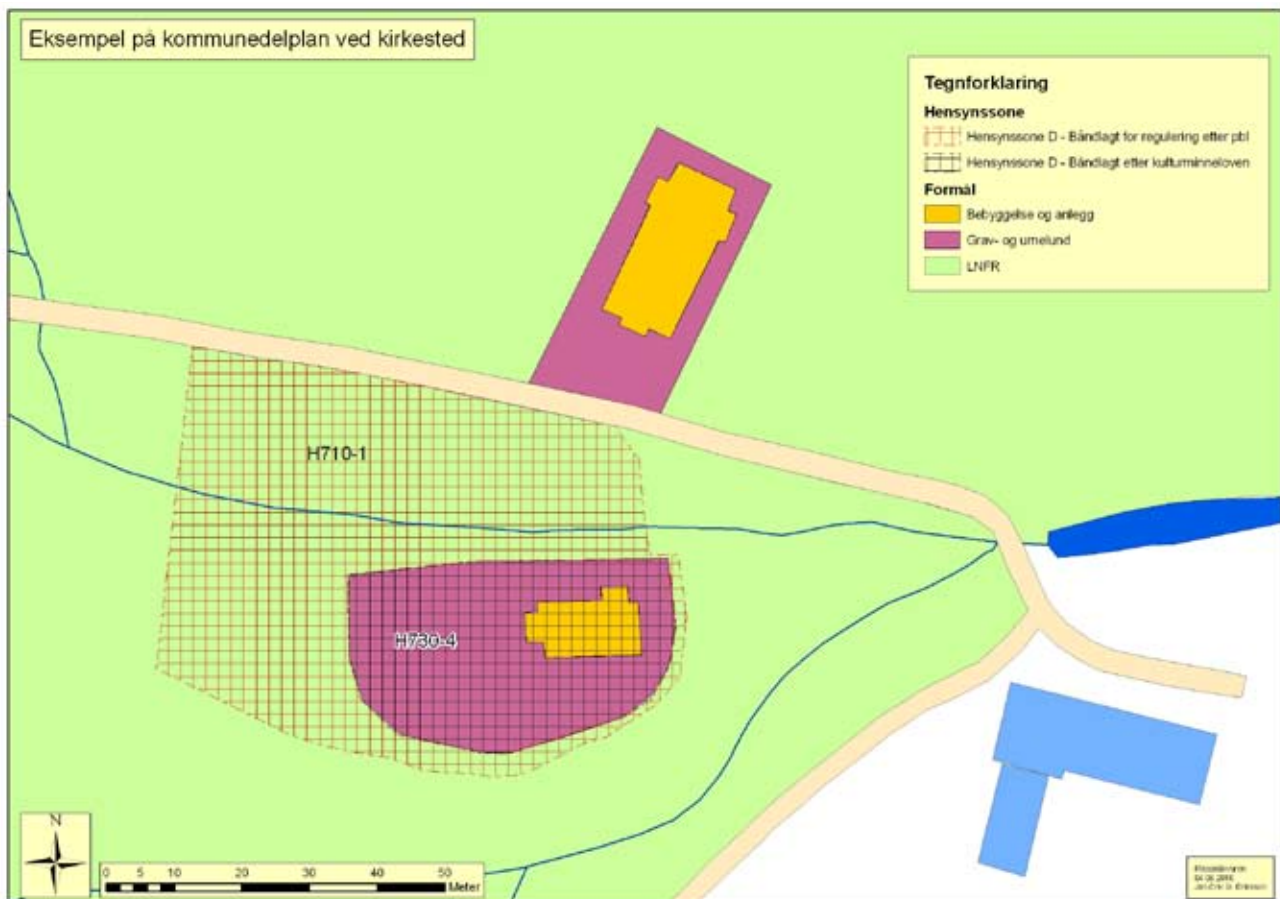 Eksempel på kommunedelplan ved kirkested
Tegnforklaring
Hensynssone
Hensynssone D - Båndlagt for regulering etter pbl
Hensynssone D - Båndlagt etter kulturminneloven
Formål
Bebyggelse og anlegg
Grav- og urnelund
LNFR
H710-1
H730-4
N
0 5 10 20 30 40 50
Meter
Riksantikvaren